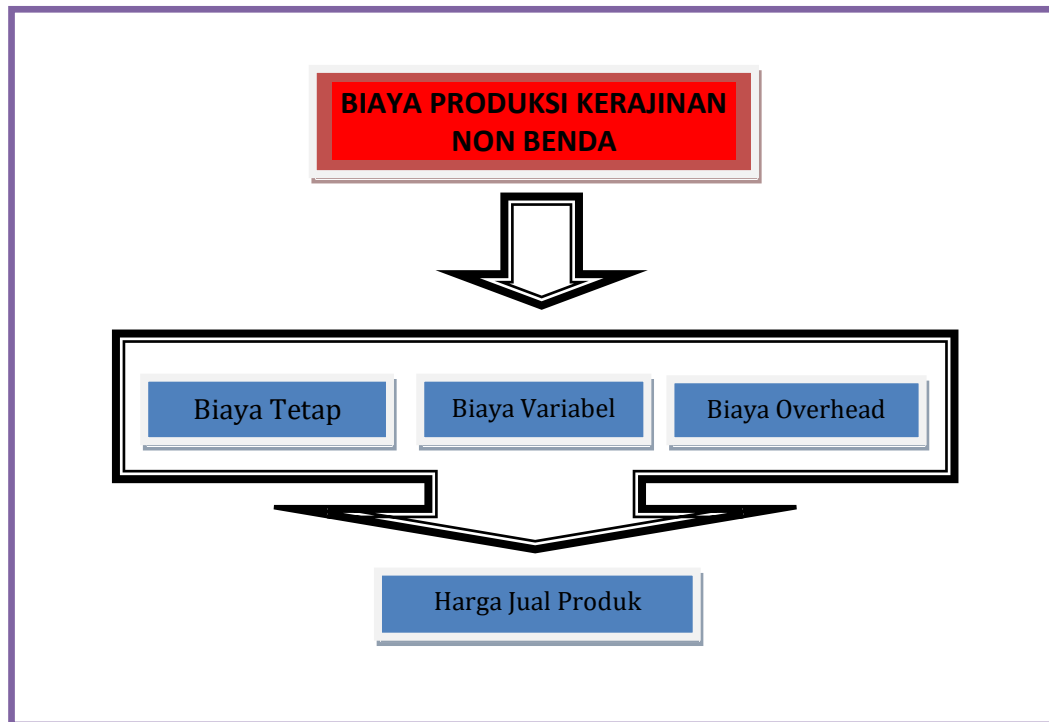 BIAYA PRODUKSI KERAJINAN
NON BENDA
Biaya Tetap
Biaya Variabel
Biaya Overhead
Harga Jual Produk